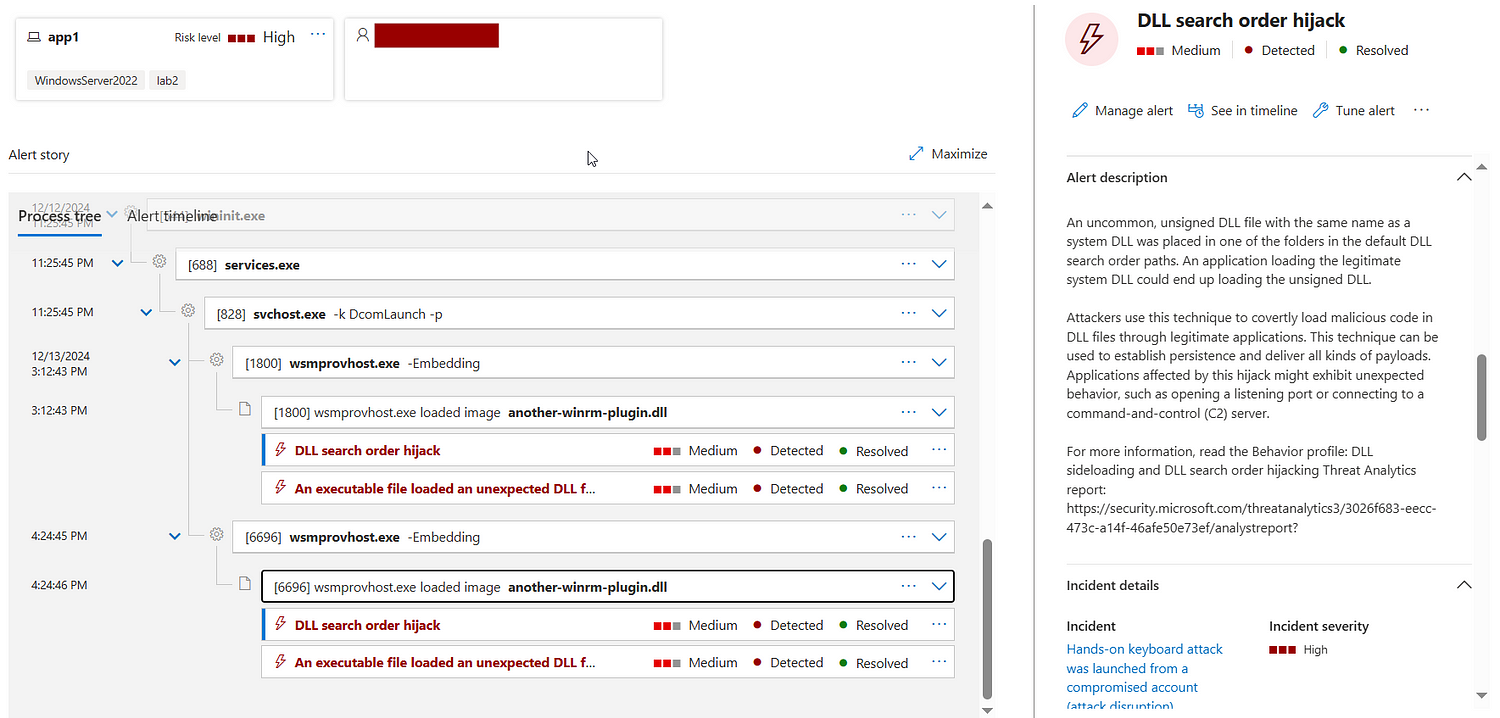 app1
Risk level
High
...
WindowsServer2022
lab2
Alert story
Maximize
12/12/2024
11:25:45 PM
wininit.exe
...
Process tree
Alert timeline
11:25:45 PM
[688] services.exe
...
11:25:45 PM
[828] svchost.exe -k DcomLaunch -p
...
12/13/2024
3:12:43 PM
[1800] wsmprovhost.exe -Embedding
...
3:12:43 PM
[1800] wsmprovhost.exe loaded image another-winrm-plugin.dll
...
DLL search order hijack Medium Detected Resolved ...
An executable file loaded an unexpected DLL f... Medium Detected Resolved ...
4:24:45 PM
[6696] wsmprovhost.exe -Embedding
...
4:24:46 PM
[6696] wsmprovhost.exe loaded image another-winrm-plugin.dll
...
DLL search order hijack Medium Detected Resolved ...
An executable file loaded an unexpected DLL f... Medium Detected Resolved ...
DLL search order hijack
Medium Detected Resolved
Manage alert See in timeline Tune alert ...
Alert description
An uncommon, unsigned DLL file with the same name as a
system DLL was placed in one of the folders in the default DLL
search order paths. An application loading the legitimate
system DLL could end up loading the unsigned DLL.
Attackers use this technique to covertly load malicious code in
DLL files through legitimate applications. This technique can be
used to establish persistence and deliver all kinds of payloads.
Applications affected by this hijack might exhibit unexpected
behavior, such as opening a listening port or connecting to a
command-and-control (C2) server.
For more information, read the Behavior profile: DLL
sideloading and DLL search order hijacking Threat Analytics
report:
https://security.microsoft.com/threatanalytics3/3026f683-eecc-
473c-a14f-46afe50e73ef/analystreport?
Incident details
Incident
Hands-on keyboard attack
was launched from a
compromised account
(attack disruption)
Incident severity
High